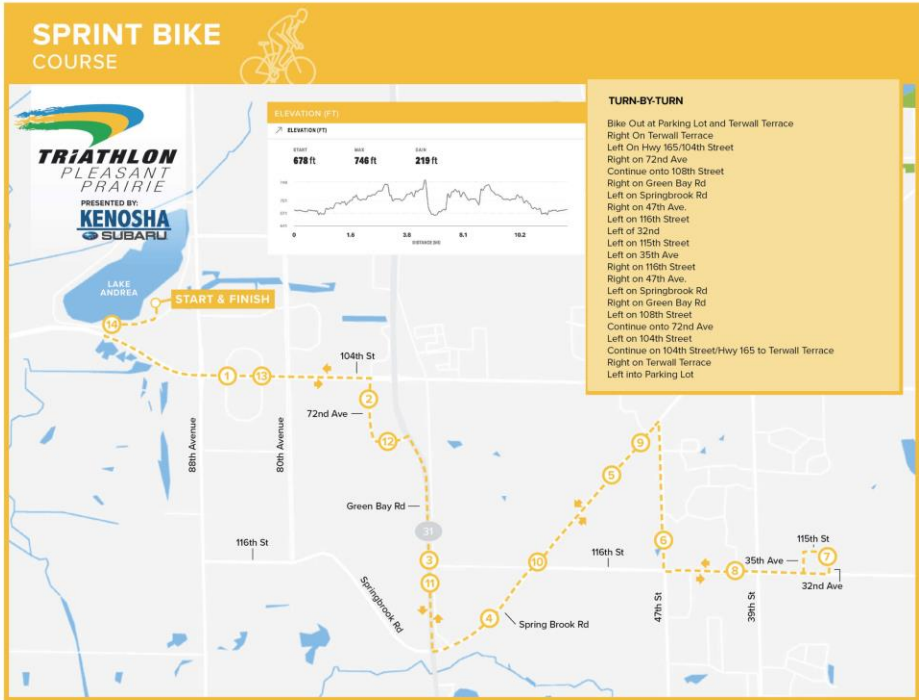 SPRINT BIKE
COURSE
TRiATHLON
PLEASANT
PRAIRIE
PRESENTED BY:
KENOSHA
SUBARU
ELEVATION (FT)
ELEVATION (FT)
START
MAX
GAIN
678 ft
746 ft
219 ft
0
1.6
3.8
8.1
10.2
TURN-BY-TURN
Bike Out at Parking Lot and Terwall Terrace
Right On Terwall Terrace
Left On Hwy 165/104th Street
Right on 72nd Ave
Continue onto 108th Street
Right on Green Bay Rd
Left on Springbrook Rd
Right on 47th Ave.
Left on 116th Street
Left of 32nd
Left on 115th Street
Left on 35th Ave
Right on 116th Street
Right on 47th Ave.
Left on Springbrook Rd
Right on Green Bay Rd
Left on 108th Street
Continue onto 72nd Ave
Left on 104th Street
Continue on 104th Street/Hwy 165 to Terwall Terrace
Right on Terwall Terrace
Left into Parking Lot
LAKE
ANDREA
START & FINISH
14
1
13
104th St
2
72nd Ave
12
88th Avenue
80th Avenue
Green Bay Rd
31
3
11
116th St
Springbrook Rd
4
Spring Brook Rd
10
5
9
116th St
6
47th St
8
39th St
115th St
35th Ave
7
32nd Ave